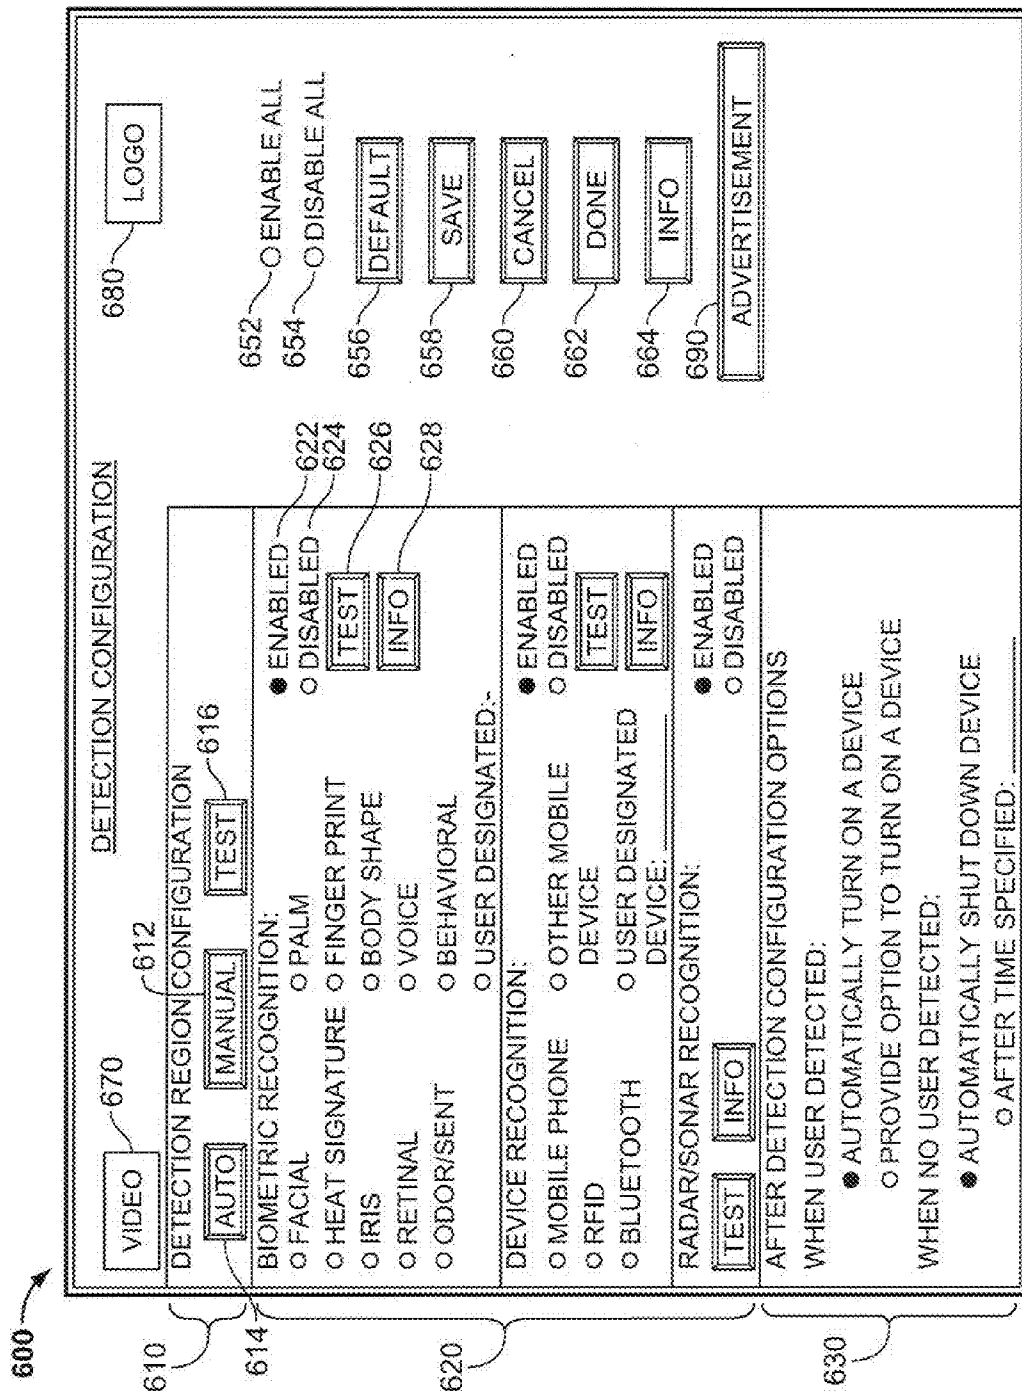 600
670
VIDEO
612
DETECTION CONFIGURATION
680
LOGO
610
DETECTION REGION CONFIGURATION
614
AUTO
MANUAL
TEST
616
620
BIOMETRIC RECOGNITION:
○ FACIAL ○ PALM
○ HEAT SIGNATURE ○ FINGER PRINT
○ IRIS ○ BODY SHAPE
○ RETINAL ○ VOICE
○ ODOR/SENT ○ BEHAVIORAL
○ USER DESIGNATED:-
● ENABLED 622
○ DISABLED 624
TEST 626
INFO 628
DEVICE RECOGNITION:
○ MOBILE PHONE ○ OTHER MOBILE
DEVICE
○ RFID
○ BLUETOOTH ○ USER DESIGNATED
DEVICE: ________
● ENABLED
○ DISABLED
TEST
INFO
RADAR/SONAR RECOGNITION:
TEST INFO
● ENABLED
○ DISABLED
630
AFTER DETECTION CONFIGURATION OPTIONS
WHEN USER DETECTED:
● AUTOMATICALLY TURN ON A DEVICE
○ PROVIDE OPTION TO TURN ON A DEVICE
WHEN NO USER DETECTED:
● AUTOMATICALLY SHUT DOWN DEVICE
○ AFTER TIME SPECIFIED: ________
652 ○ ENABLE ALL
654 ○ DISABLE ALL
656 DEFAULT
658 SAVE
660 CANCEL
662 DONE
664 INFO
690 ADVERTISEMENT